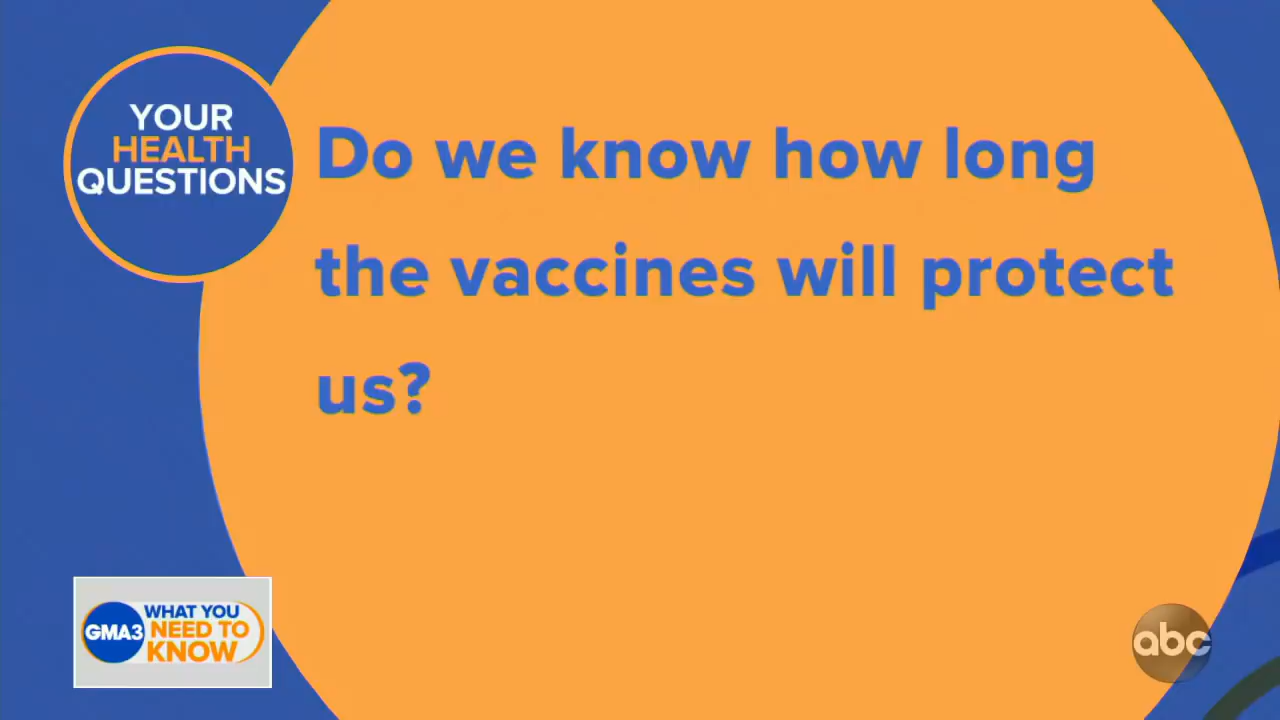 YOUR
HEALTH
QUESTIONS
Do we know how long
the vaccines will protect
us?
GMA3
WHAT YOU
NEED TO
KNOW
abc